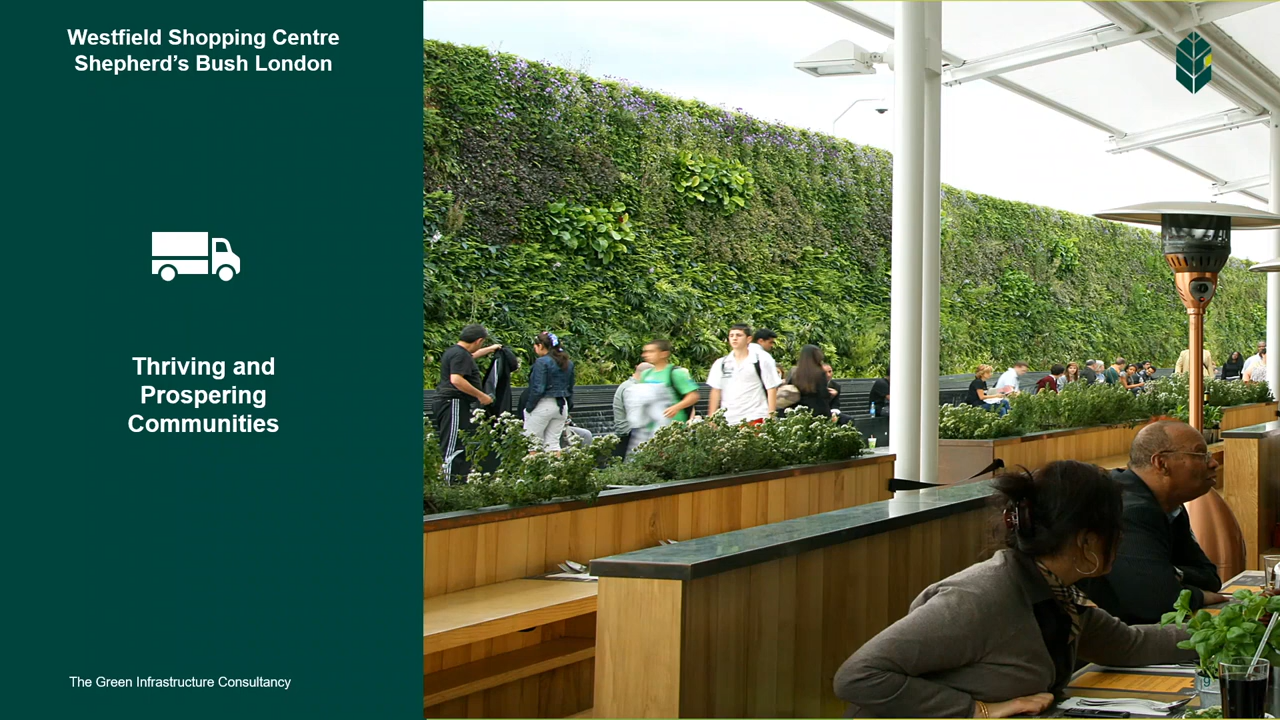 Westfield Shopping Centre
Shepherd’s Bush London
Thriving and
Prospering
Communities
The Green Infrastructure Consultancy